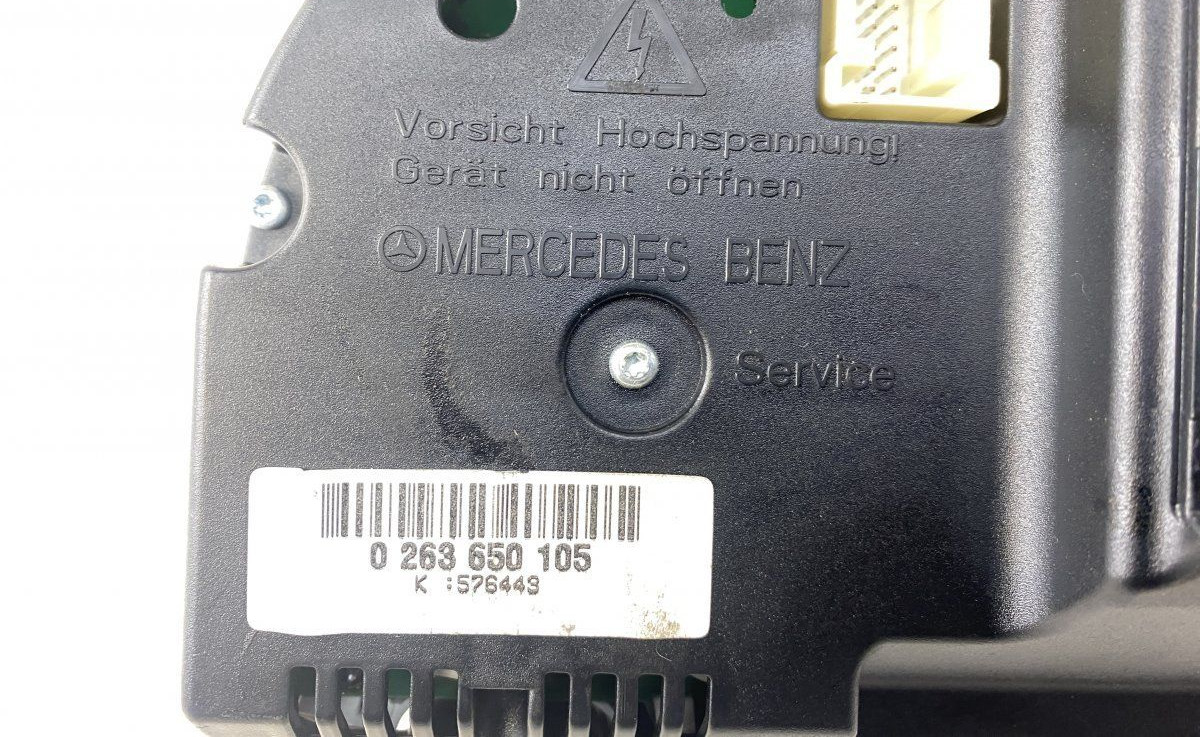 Vorsicht Hochspannung!
Gerät nicht öffnen
MERCEDES BENZ
Service
0 263 650 105
K :576443